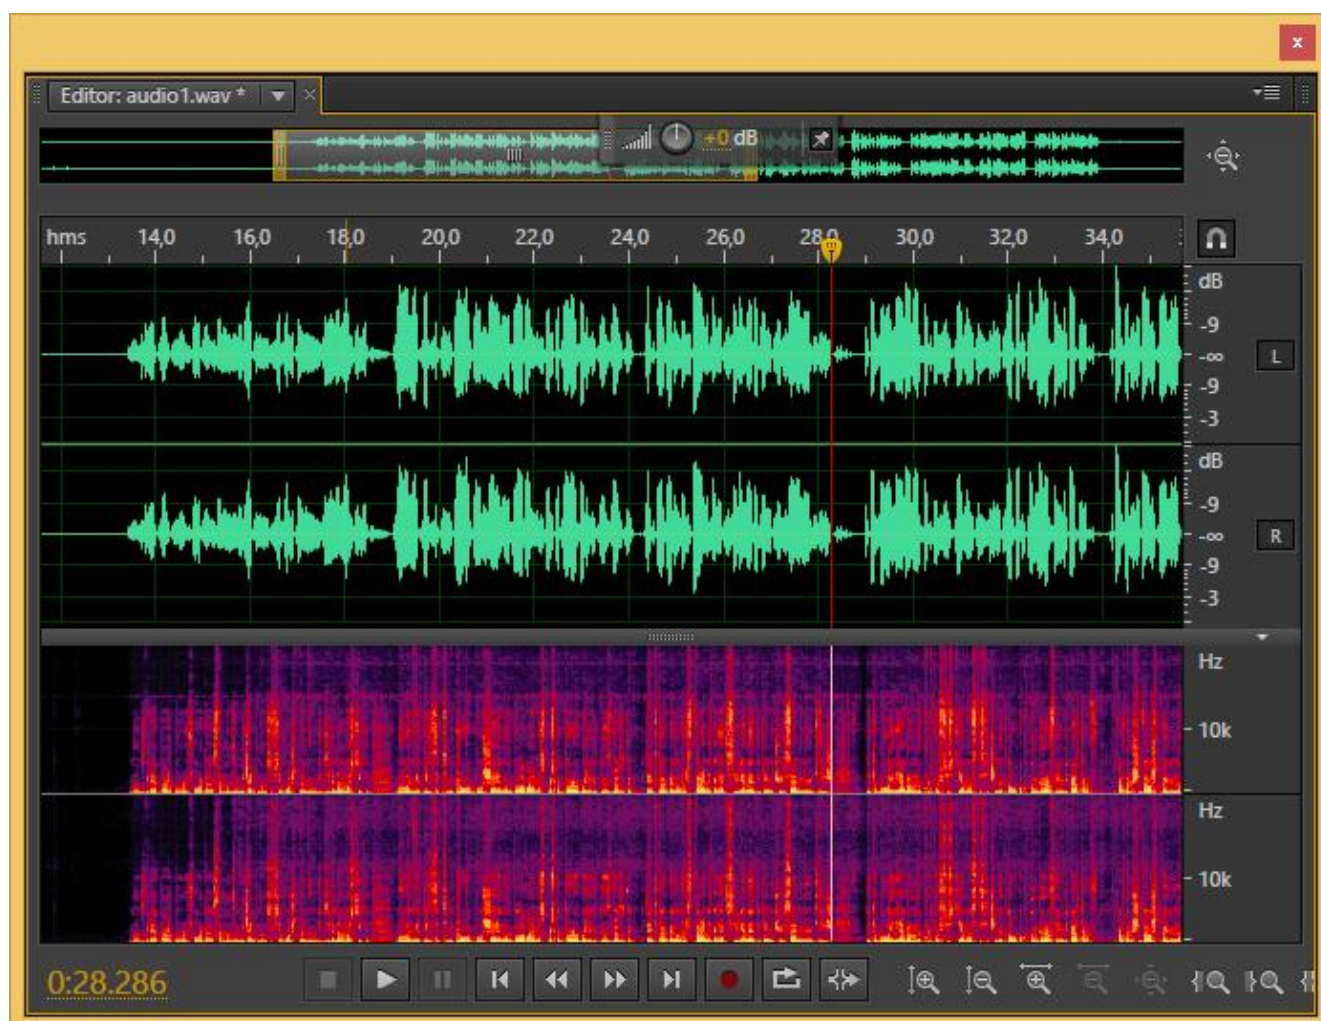 x
Editor: audio1.wav *
+0 dB
hms 14,0 16,0 18,0 20,0 22,0 24,0 26,0 28,0 30,0 32,0 34,0
dB
-9
-∞
-9
-3
L
dB
-9
-∞
-9
-3
R
Hz
10k
Hz
10k
0:28.286